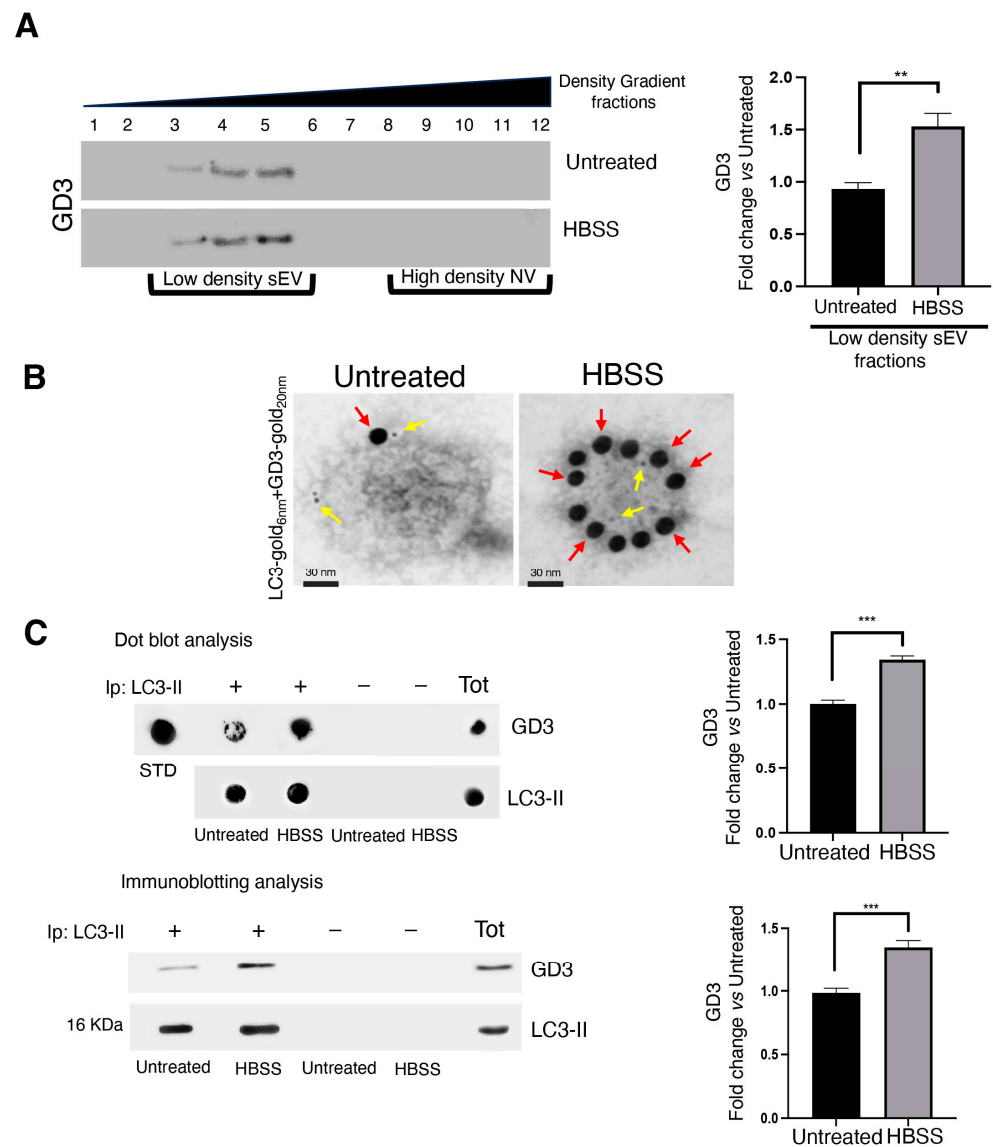 A
Density Gradient
fractions
1 2 3 4 5 6 7 8 9 10 11 12
GD3
Untreated
HBSS
Low density sEV
High density NV
GD3
Fold change vs Untreated
2.0
1.5
1.0
0.5
0.0
**
Untreated HBSS
Low density sEV
fractions
B
Untreated
HBSS
LC3-gold6nm+GD3-gold20nm
30 nm
30 nm
C
Dot blot analysis
Ip: LC3-II + + − − Tot
GD3
STD
LC3-II
Untreated HBSS Untreated HBSS
GD3
Fold change vs Untreated
1.5
1.0
0.5
0.0
***
Untreated HBSS
Immunoblotting analysis
Ip: LC3-II + + − − Tot
GD3
16 KDa
LC3-II
Untreated HBSS Untreated HBSS
GD3
Fold change vs Untreated
1.5
1.0
0.5
0.0
***
Untreated HBSS